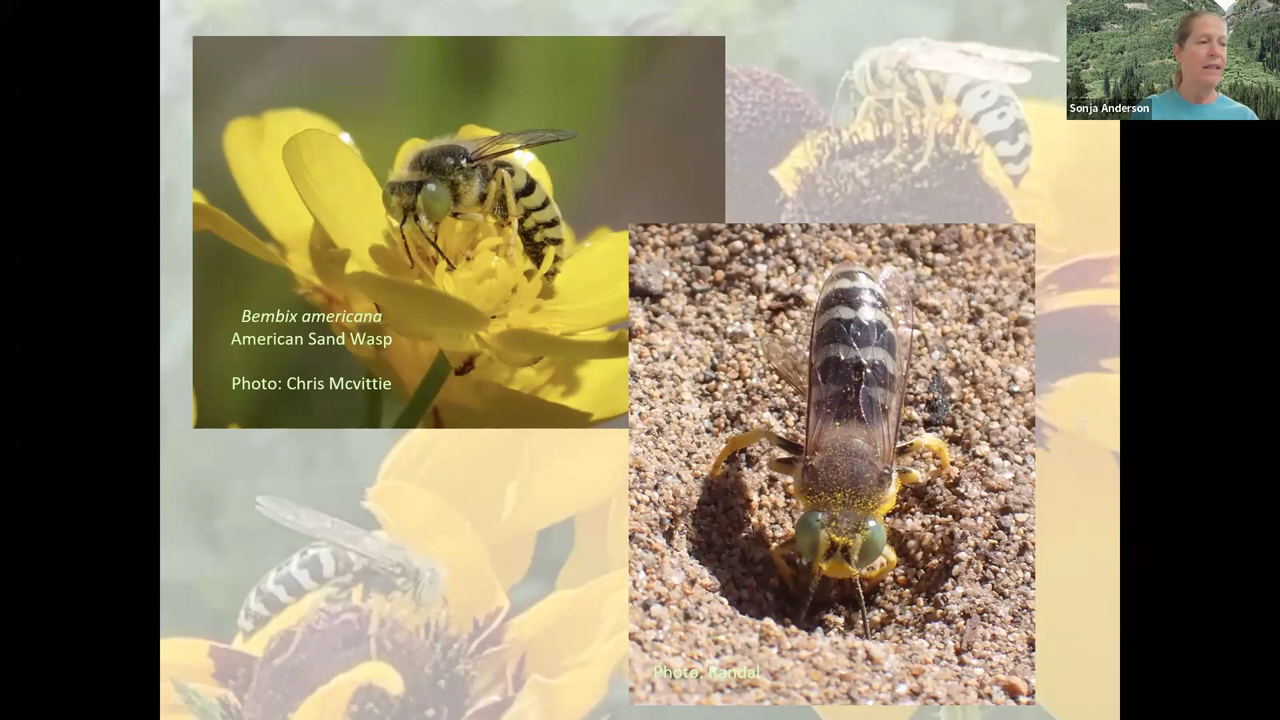 Sonja Anderson
Bembix americana
American Sand Wasp
Photo: Chris Mcvittie
Photo: Randal